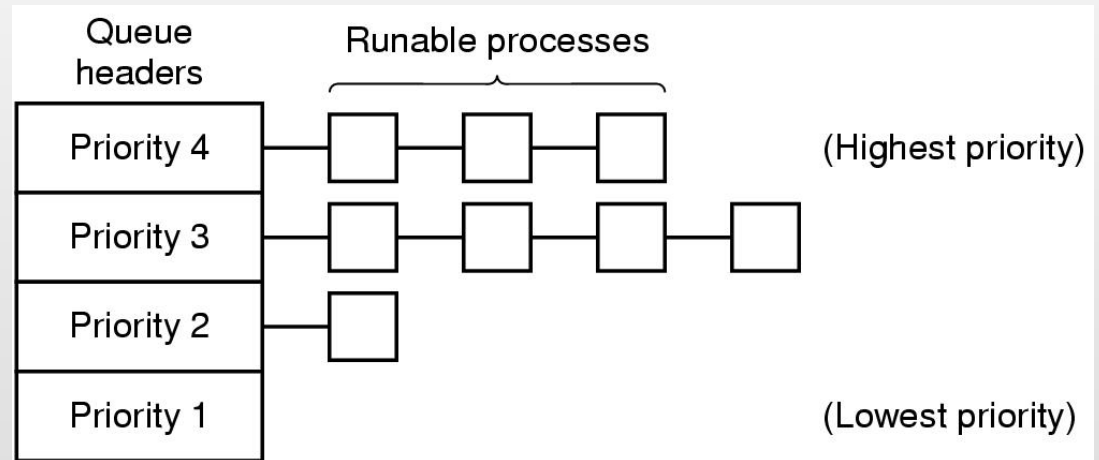 Queue
headers
Runable processes
Priority 4
(Highest priority)
Priority 3
Priority 2
Priority 1
(Lowest priority)